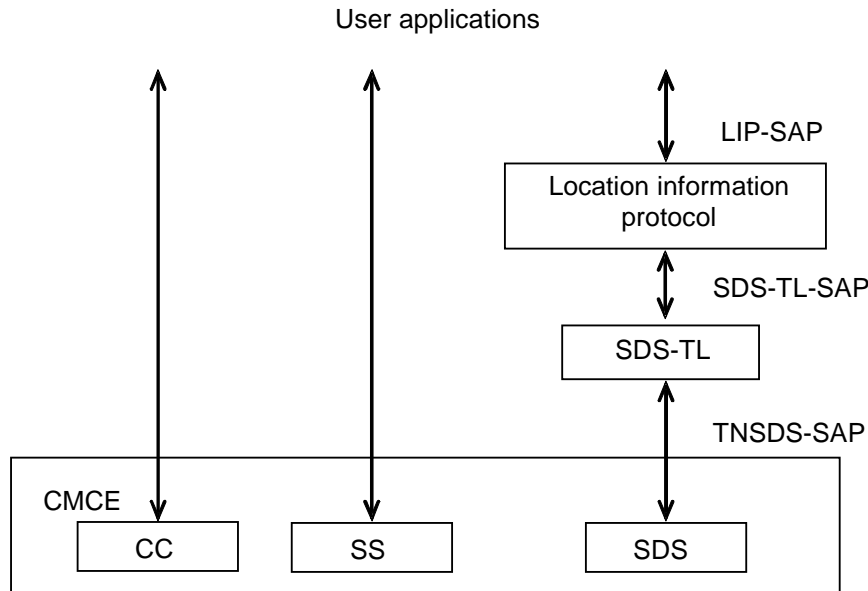 User applications
LIP-SAP
Location information
protocol
SDS-TL-SAP
SDS-TL
TNSDS-SAP
CMCE
CC
SS
SDS